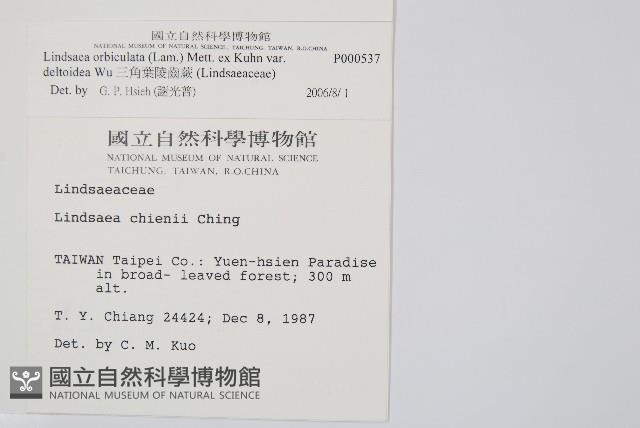 國立自然科學博物館
NATIONAL MUSEUM OF NATURAL SCIENCE, TAICHUNG, TAIWAN, R.O.CHINA
Lindsaea orbiculata (Lam.) Mett. ex Kuhn var. P000537
deltoidea Wu 三角葉陵齒蕨 (Lindsaeaceae)
Det. by G. P. Hsieh (謎光普) 2006/8/1
國立自然科學博物館
NATIONAL MUSEUM OF NATURAL SCIENCE
TAICHUNG, TAIWAN, R.O.CHINA
Lindsaeaceae
Lindsaea chienii Ching
TAIWAN Taipei Co.: Yuen-hsien Paradise
in broad- leaved forest; 300 m
alt.
T. Y. Chiang 24424; Dec 8, 1987
Det. by C. M. Kuo
國立自然科學博物館
NATIONAL MUSEUM OF NATURAL SCIENCE